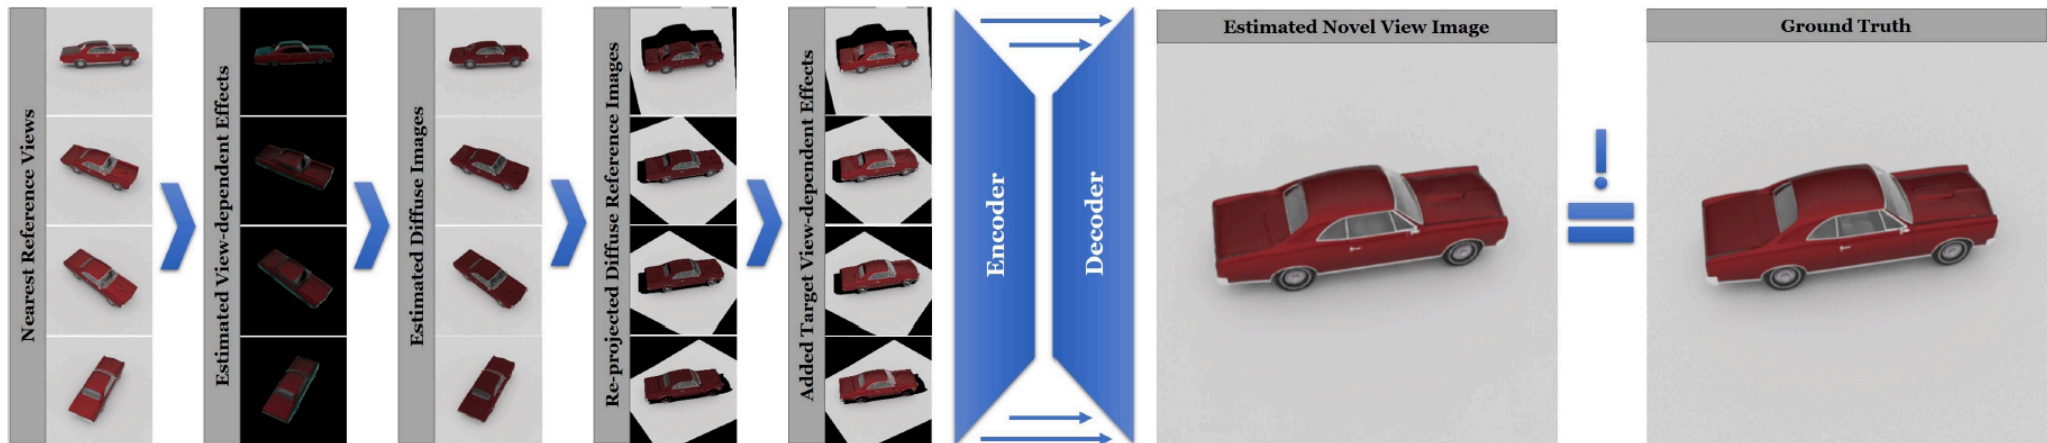 Nearest Reference Views
Estimated View-dependent Effects
Estimated Diffuse Images
Re-projected Diffuse Reference Images
Added Target View-dependent Effects
Encoder
Decoder
Estimated Novel View Image
!
=
Ground Truth